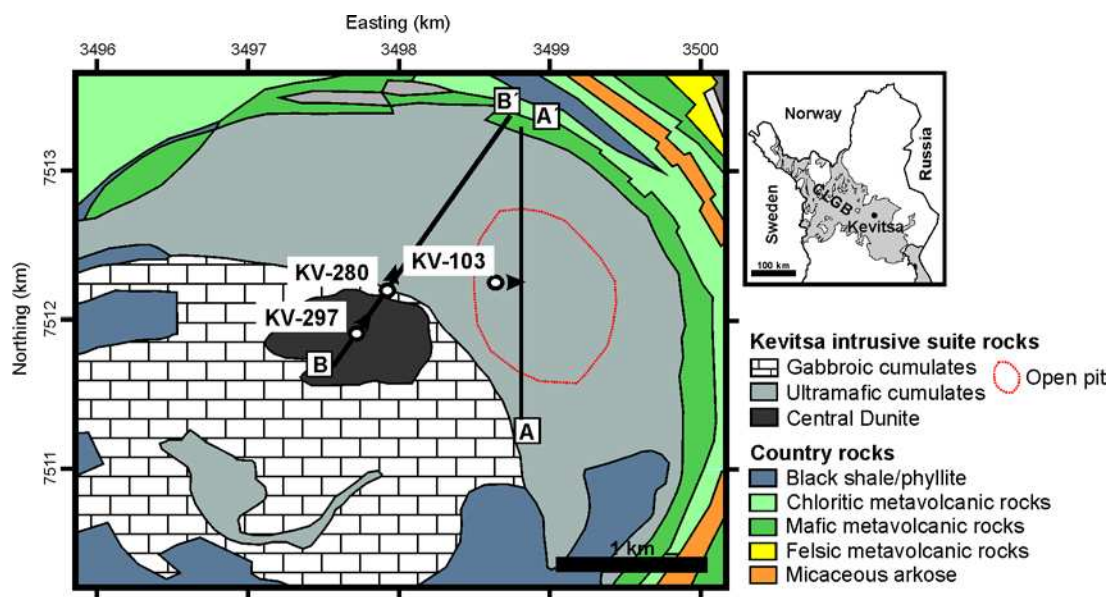 Easting (km)
3496 3497 3498 3499 3500
Northing (km)
7513
7512
7511
B´
A´
KV-103
KV-280
KV-297
B
A
1 km
Norway
Russia
Sweden
CLGB
Kevitsa
100 km
Kevitsa intrusive suite rocks
Gabbroic cumulates
Open pit
Ultramafic cumulates
Central Dunite
Country rocks
Black shale/phyllite
Chloritic metavolcanic rocks
Mafic metavolcanic rocks
Felsic metavolcanic rocks
Micaceous arkose